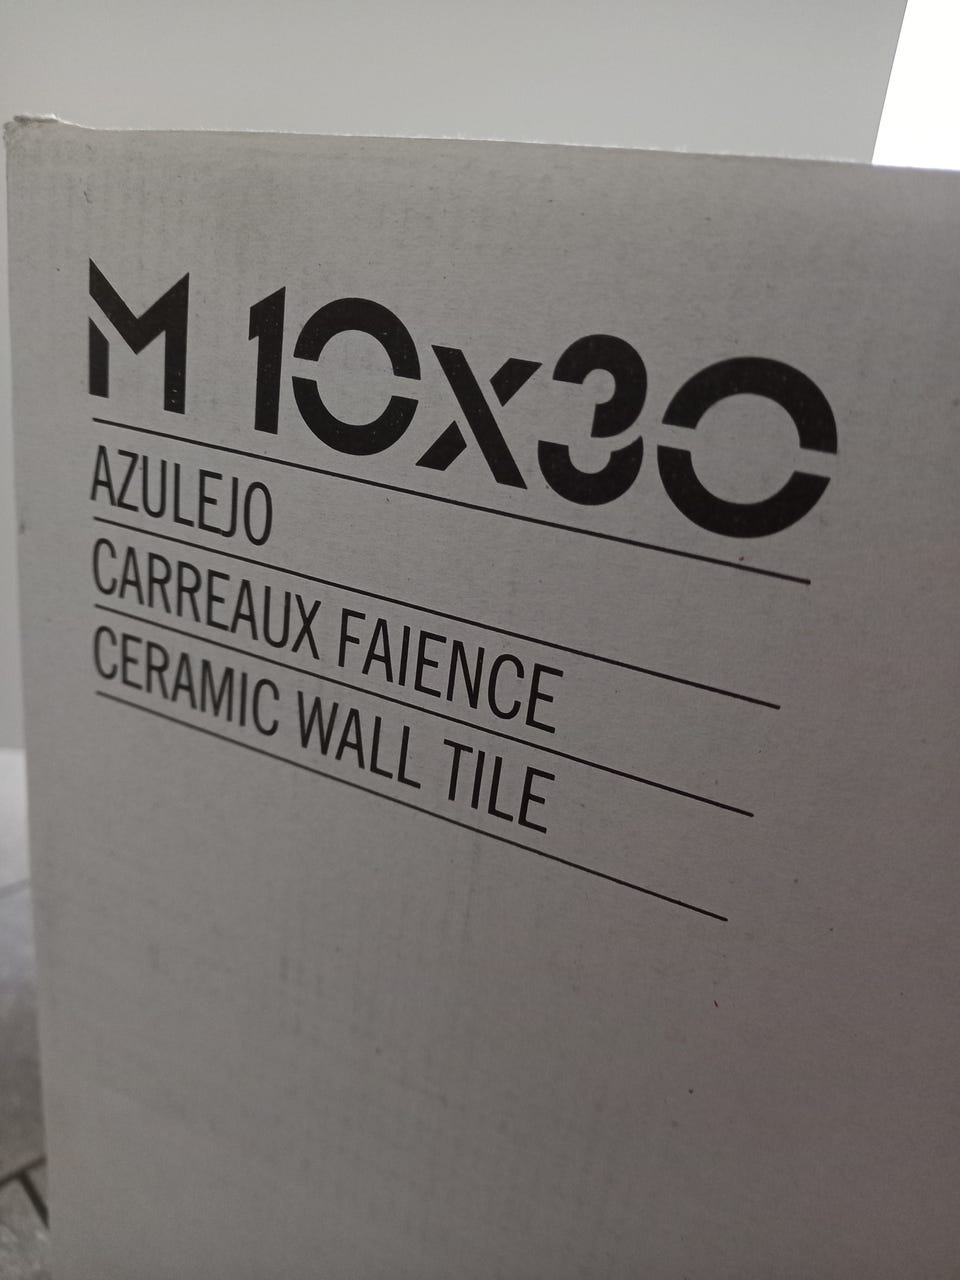 M 10x30
AZULEJO
CARREAUX FAIENCE
CERAMIC WALL TILE